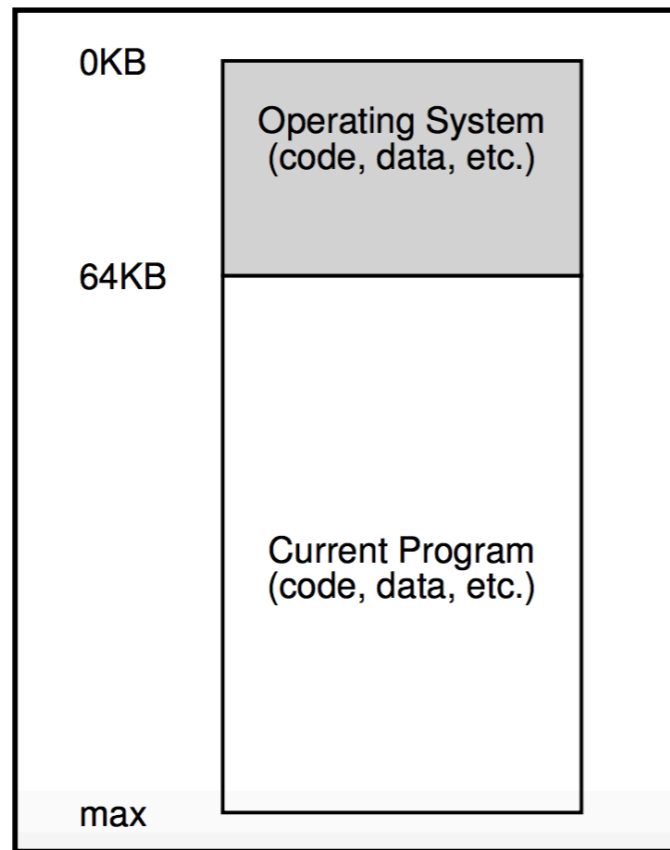 0KB
Operating System
(code, data, etc.)
64KB
Current Program
(code, data, etc.)
max